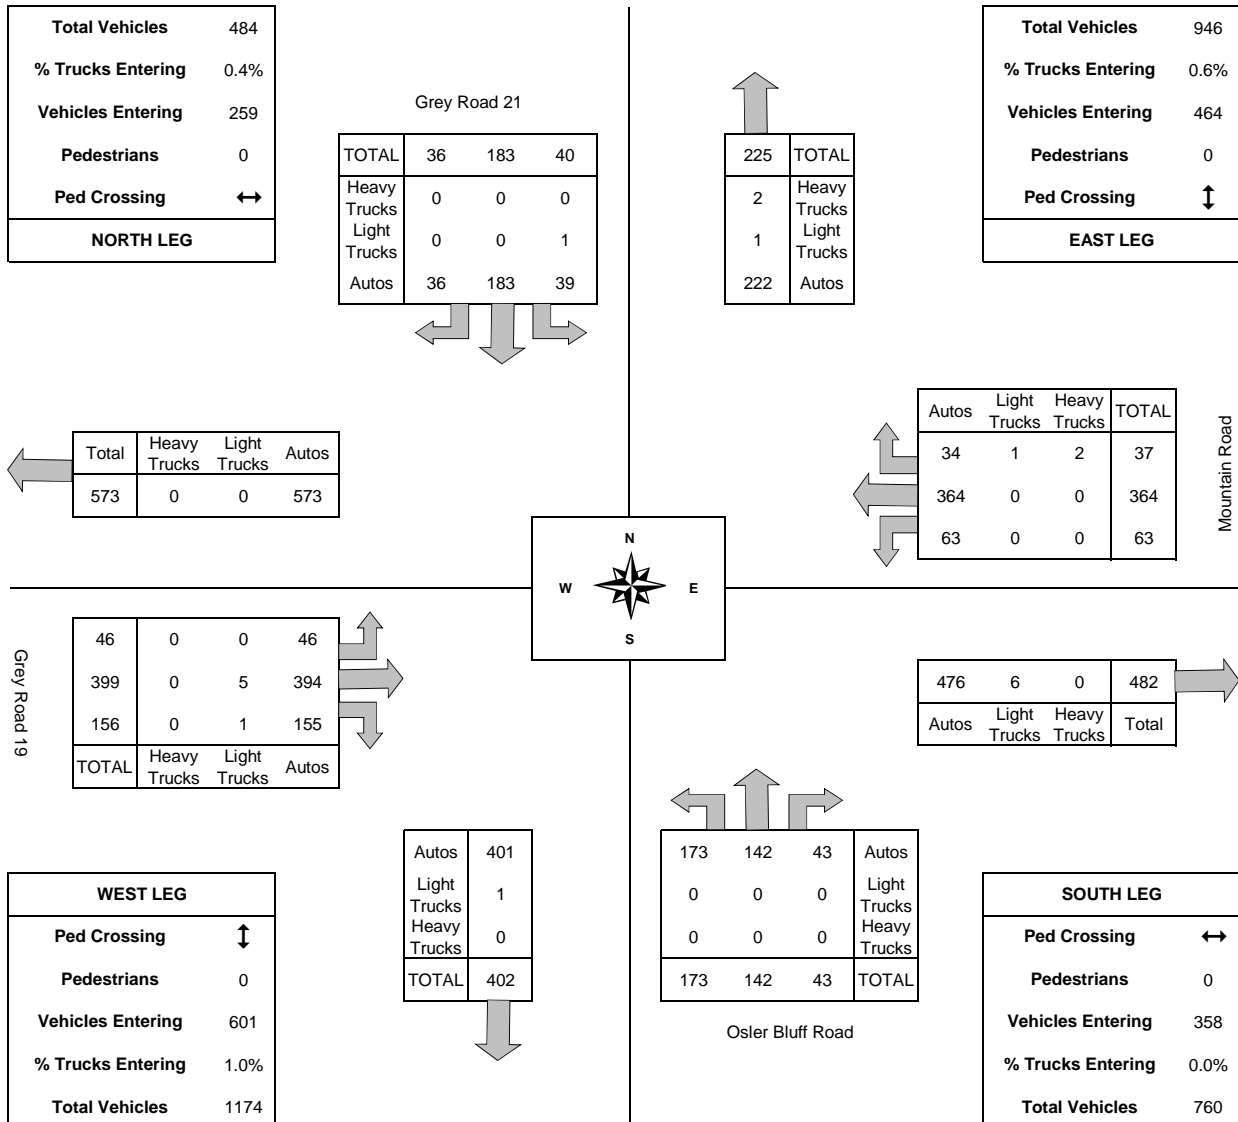 Total Vehicles 484
% Trucks Entering 0.4%
Vehicles Entering 259
Pedestrians 0
Ped Crossing ↔
NORTH LEG
Grey Road 21
TOTAL 36 183 40
Heavy Trucks 0 0 0
Light Trucks 0 0 1
Autos 36 183 39
225 TOTAL
2 Heavy Trucks
1 Light Trucks
222 Autos
Total Vehicles 946
% Trucks Entering 0.6%
Vehicles Entering 464
Pedestrians 0
Ped Crossing ↕
EAST LEG
Total Heavy Trucks Light Trucks Autos
573 0 0 573
Autos Light Trucks Heavy Trucks TOTAL
34 1 2 37
364 0 0 364
63 0 0 63
Mountain Road
N
W E
S
Grey Road 19
46 0 0 46
399 0 5 394
156 0 1 155
TOTAL Heavy Trucks Light Trucks Autos
476 6 0 482
Autos Light Trucks Heavy Trucks Total
Autos 401
Light Trucks 1
Heavy Trucks 0
TOTAL 402
173 142 43 Autos
0 0 0 Light Trucks
0 0 0 Heavy Trucks
173 142 43 TOTAL
Osler Bluff Road
WEST LEG
Ped Crossing ↕
Pedestrians 0
Vehicles Entering 601
% Trucks Entering 1.0%
Total Vehicles 1174
SOUTH LEG
Ped Crossing ↔
Pedestrians 0
Vehicles Entering 358
% Trucks Entering 0.0%
Total Vehicles 760